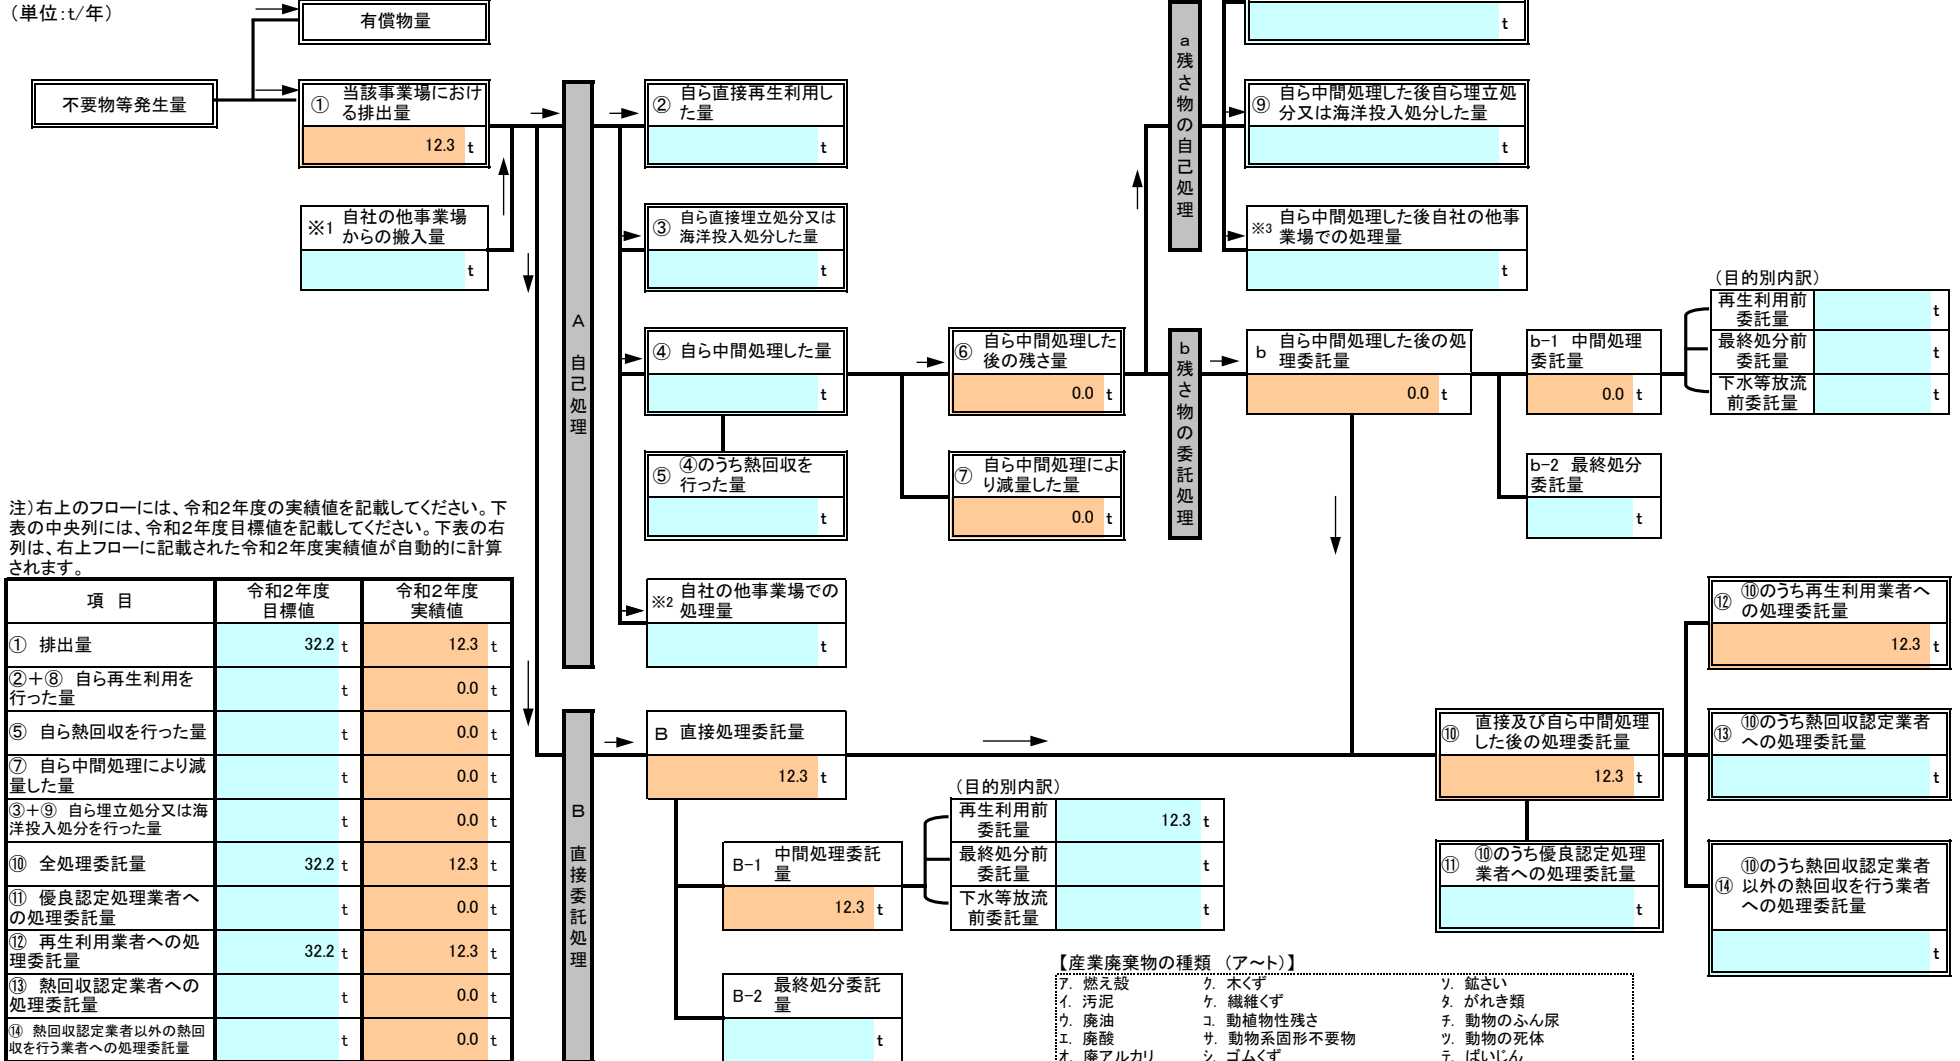 (単位:t/年)
有償物量
不要物等発生量
① 当該事業場におけ
る排出量
12.3 t
※1 自社の他事業場
からの搬入量
t
A 自己処理
② 自ら直接再生利用し
た量
t
③ 自ら直接埋立処分又は
海洋投入処分した量
t
④ 自ら中間処理した量
t
⑤ ④のうち熱回収を
行った量
t
※2 自社の他事業場での
処理量
t
⑥ 自ら中間処理した
後の残さ量
0.0 t
⑦ 自ら中間処理によ
り減量した量
0.0 t
a 残さ物の自己処理
t
⑨ 自ら中間処理した後自ら埋立処
分又は海洋投入処分した量
t
※3 自ら中間処理した後自社の他事
業場での処理量
t
b 残さ物の委託処理
b 自ら中間処理した後の処
理委託量
0.0 t
b-1 中間処理
委託量
0.0 t
b-2 最終処分
委託量
t
(目的別内訳)
再生利用前
委託量
t
最終処分前
委託量
t
下水等放流
前委託量
t
注)右上のフローには、令和2年度の実績値を記載してください。下
表の中央列には、令和2年度目標値を記載してください。下表の右
列は、右上フローに記載された令和2年度実績値が自動的に計算
されます。
項 目 令和2年度
目標値 令和2年度
実績値
① 排出量 32.2 t 12.3 t
②+⑧ 自ら再生利用を
行った量 t 0.0 t
⑤ 自ら熱回収を行った量 t 0.0 t
⑦ 自ら中間処理により減
量した量 t 0.0 t
③+⑨ 自ら埋立処分又は海
洋投入処分を行った量 t 0.0 t
⑩ 全処理委託量 32.2 t 12.3 t
⑪ 優良認定処理業者へ
の処理委託量 t 0.0 t
⑫ 再生利用業者への処
理委託量 32.2 t 12.3 t
⑬ 熱回収認定業者への
処理委託量 t 0.0 t
⑭ 熱回収認定業者以外の熱回
収を行う業者への処理委託量 t 0.0 t
B 直接委託処理
B 直接処理委託量
12.3 t
B-1 中間処理委託
量
12.3 t
B-2 最終処分委託
量
t
(目的別内訳)
再生利用前
委託量
12.3 t
最終処分前
委託量
t
下水等放流
前委託量
t
⑩ 直接及び自ら中間処理
した後の処理委託量
12.3 t
⑪ ⑩のうち優良認定処理
業者への処理委託量
t
⑫ ⑩のうち再生利用業者へ
の処理委託量
12.3 t
⑬ ⑩のうち熱回収認定業者
への処理委託量
t
⑭ ⑩のうち熱回収認定業者
以外の熱回収を行う業者
への処理委託量
t
【産業廃棄物の種類 (ア~ト)】
ア. 燃え殻 ク. 木くず ソ. 鉱さい
イ. 汚泥 ケ. 繊維くず タ. がれき類
ウ. 廃油 コ. 動植物性残さ チ. 動物のふん尿
エ. 廃酸 サ. 動物系固形不要物 ツ. 動物の死体
オ. 廃アルカリ シ. ゴムくず テ. ばいじん